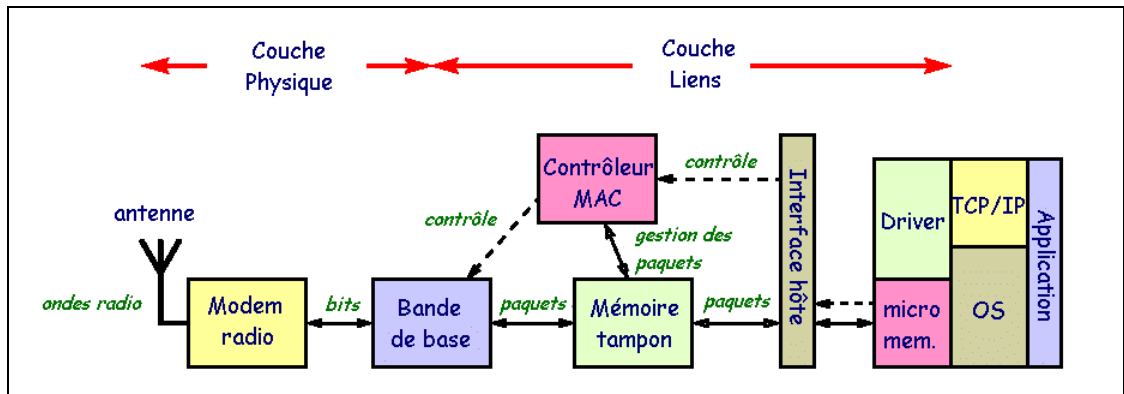 Couche
Physique
Couche
Liens
antenne
ondes radio
Modem
radio
bits
Bande
de base
contrôle
paquets
Contrôleur
MAC
gestion des
paquets
Mémoire
tampon
contrôle
paquets
Interface hôte
Driver
micro
mem.
TCP/IP
OS
Application